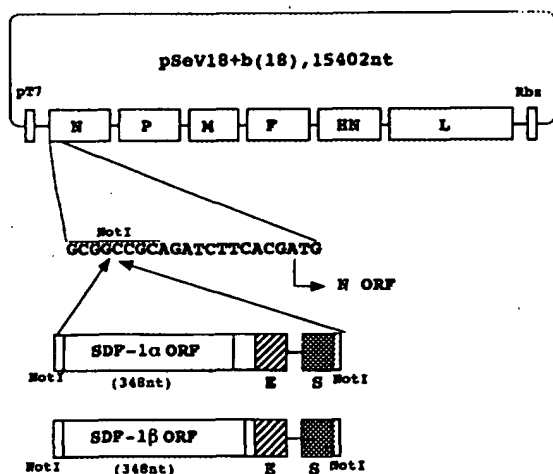 pSeV18+b(18),15402nt
pT7
Rbz
N P M F HN L
NotI
GCGGCCGCAGATCTTCACGATG
N ORF
SDF-1α ORF
NotI (348nt) E S NotI
SDF-1β ORF
NotI (348nt) E S NotI